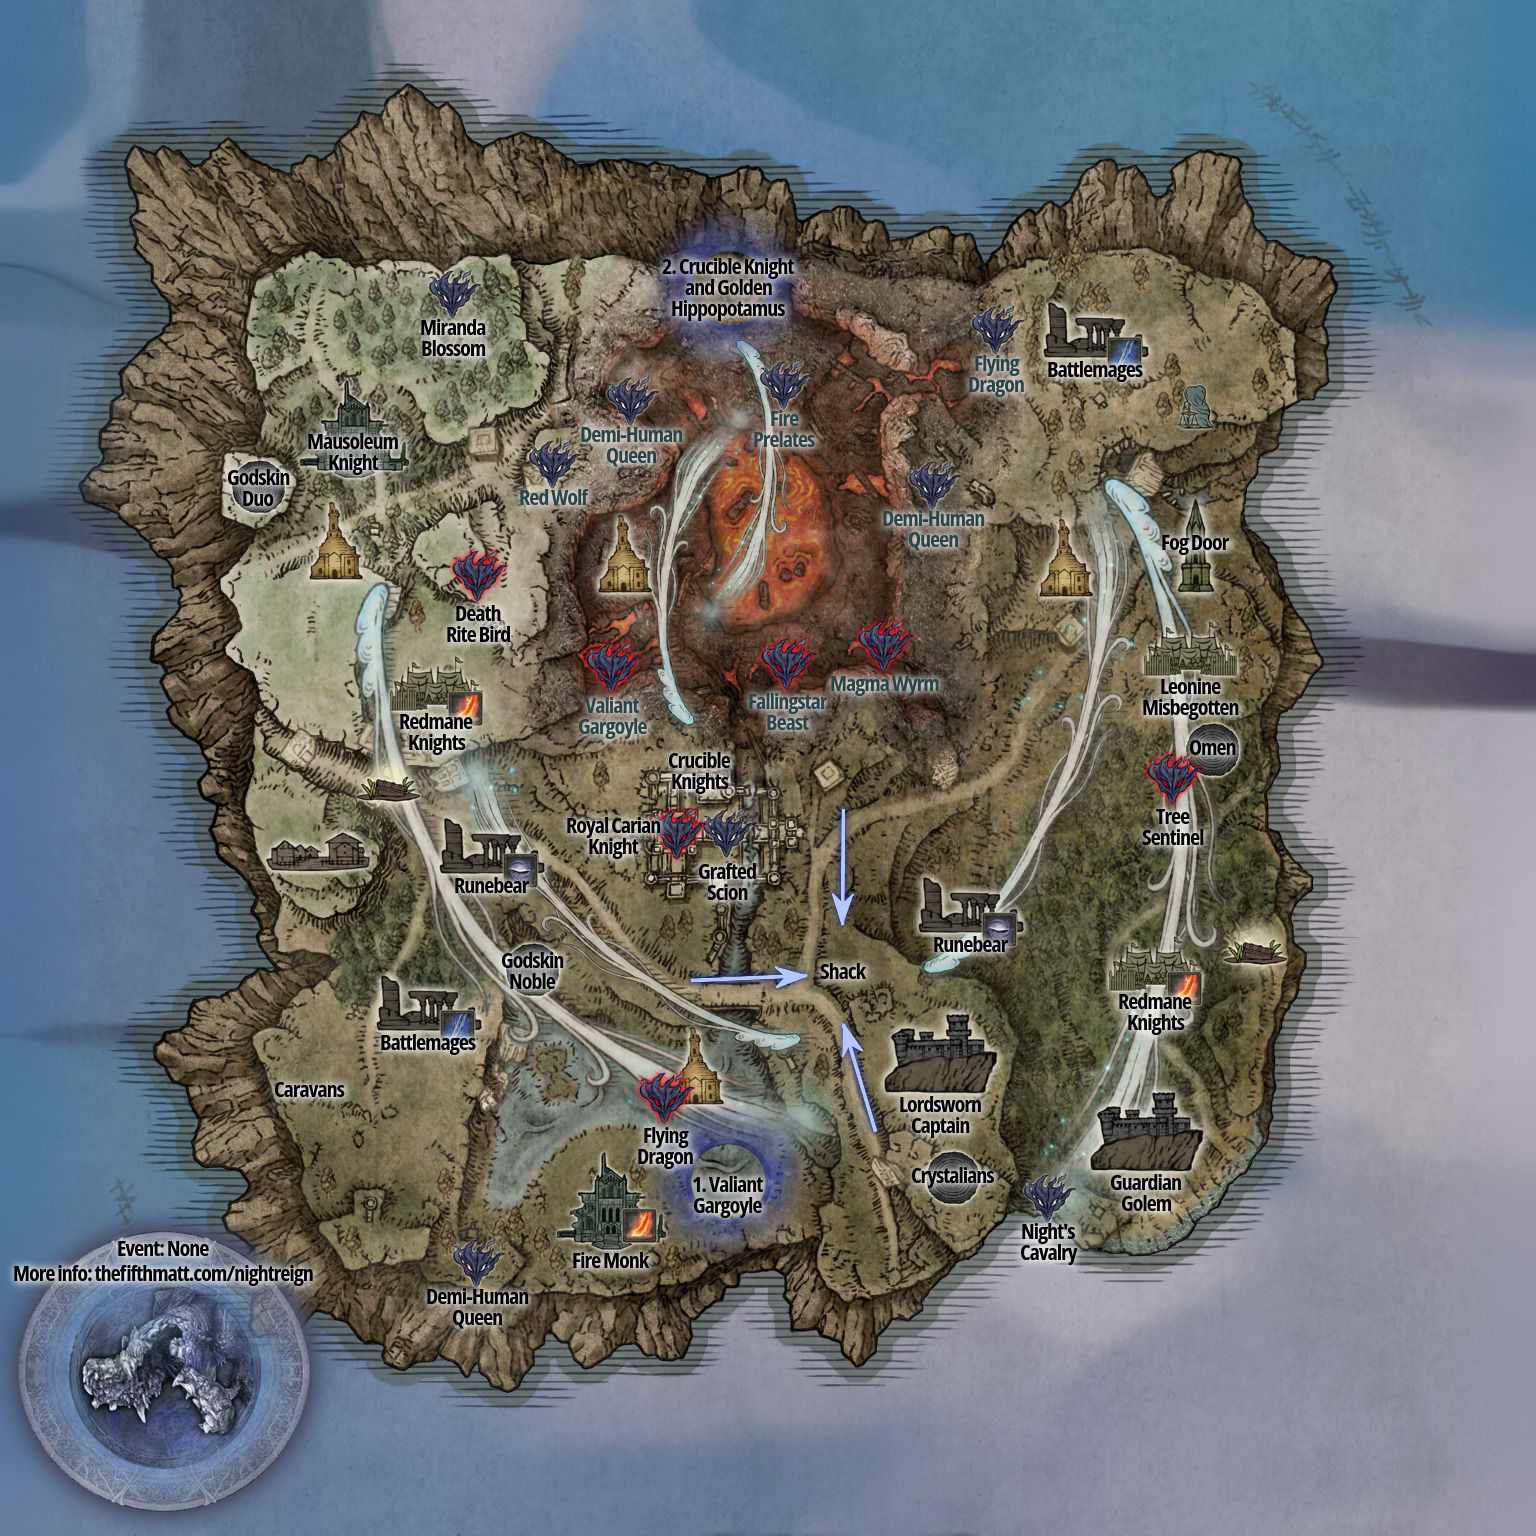 2. Crucible Knight
and Golden
Hippopotamus
Miranda
Blossom
Flying
Dragon
Battlemages
Fire
Prelates
Demi-Human
Queen
Mausoleum
Knight
Godskin
Duo
Red Wolf
Demi-Human
Queen
Fog Door
Death
Rite Bird
Leonine
Misbegotten
Magma Wyrm
Valiant
Gargoyle
Fallingstar
Beast
Redmane
Knights
Omen
Crucible
Knights
Royal Carian
Knight
Tree
Sentinel
Grafted
Scion
Runebear
Runebear
Godskin
Noble
Shack
Redmane
Knights
Battlemages
Caravans
Lordsworn
Captain
Flying
Dragon
Crystalians
1. Valiant
Gargoyle
Guardian
Golem
Night's
Cavalry
Fire Monk
Demi-Human
Queen
Event: None
More info: thefifthmatt.com/nightreign